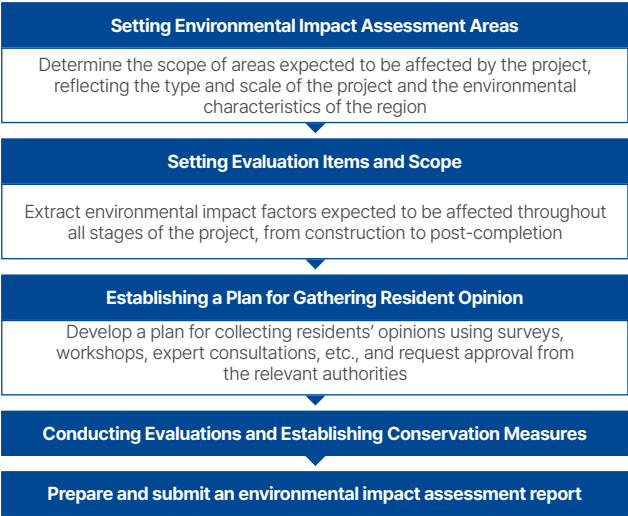 Setting Environmental Impact Assessment Areas
Determine the scope of areas expected to be affected by the project,
reflecting the type and scale of the project and the environmental
characteristics of the region
Setting Evaluation Items and Scope
Extract environmental impact factors expected to be affected throughout
all stages of the project, from construction to post-completion
Establishing a Plan for Gathering Resident Opinion
Develop a plan for collecting residents’ opinions using surveys,
workshops, expert consultations, etc., and request approval from
the relevant authorities
Conducting Evaluations and Establishing Conservation Measures
Prepare and submit an environmental impact assessment report